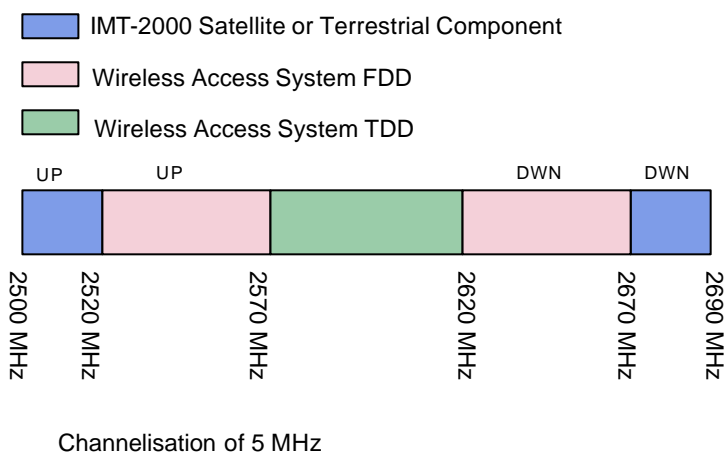 IMT-2000 Satellite or Terrestrial Component
Wireless Access System FDD
Wireless Access System TDD
UP UP DWN DWN
2500 MHz
2520 MHz
2570 MHz
2620 MHz
2670 MHz
2690 MHz
Channelisation of 5 MHz